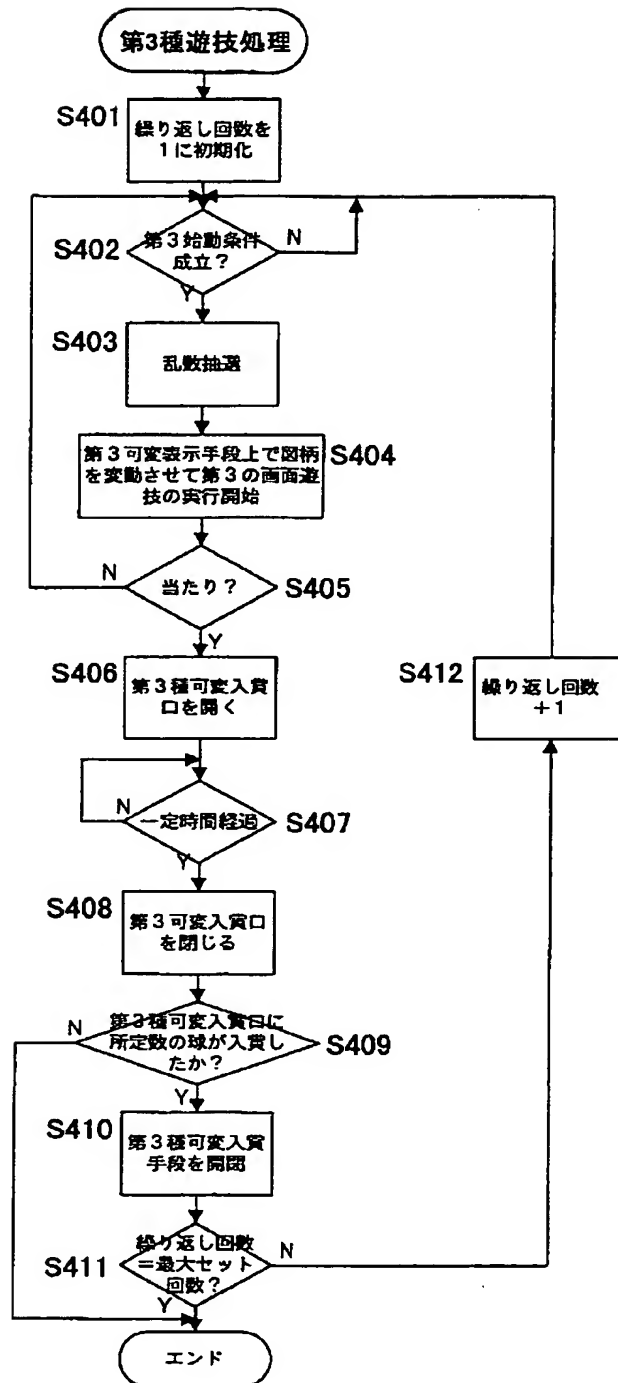 第3種遊技処理
S401
繰り返し回数を
1に初期化
S402
第3始動条件
成立？
N
Y
S403
乱数抽選
第3可変表示手段上で図柄
を変動させて第3の画面遊
技の実行開始
S404
N
当たり？
S405
Y
S406
第3種可変入賞
口を開く
S412
繰り返し回数
＋1
N
一定時間経過
S407
Y
S408
第3可変入賞口
を閉じる
N
第3種可変入賞口に
所定数の球が入賞し
たか？
S409
Y
S410
第3種可変入賞
手段を開閉
S411
繰り返し回数
＝最大セット
回数？
N
Y
エンド